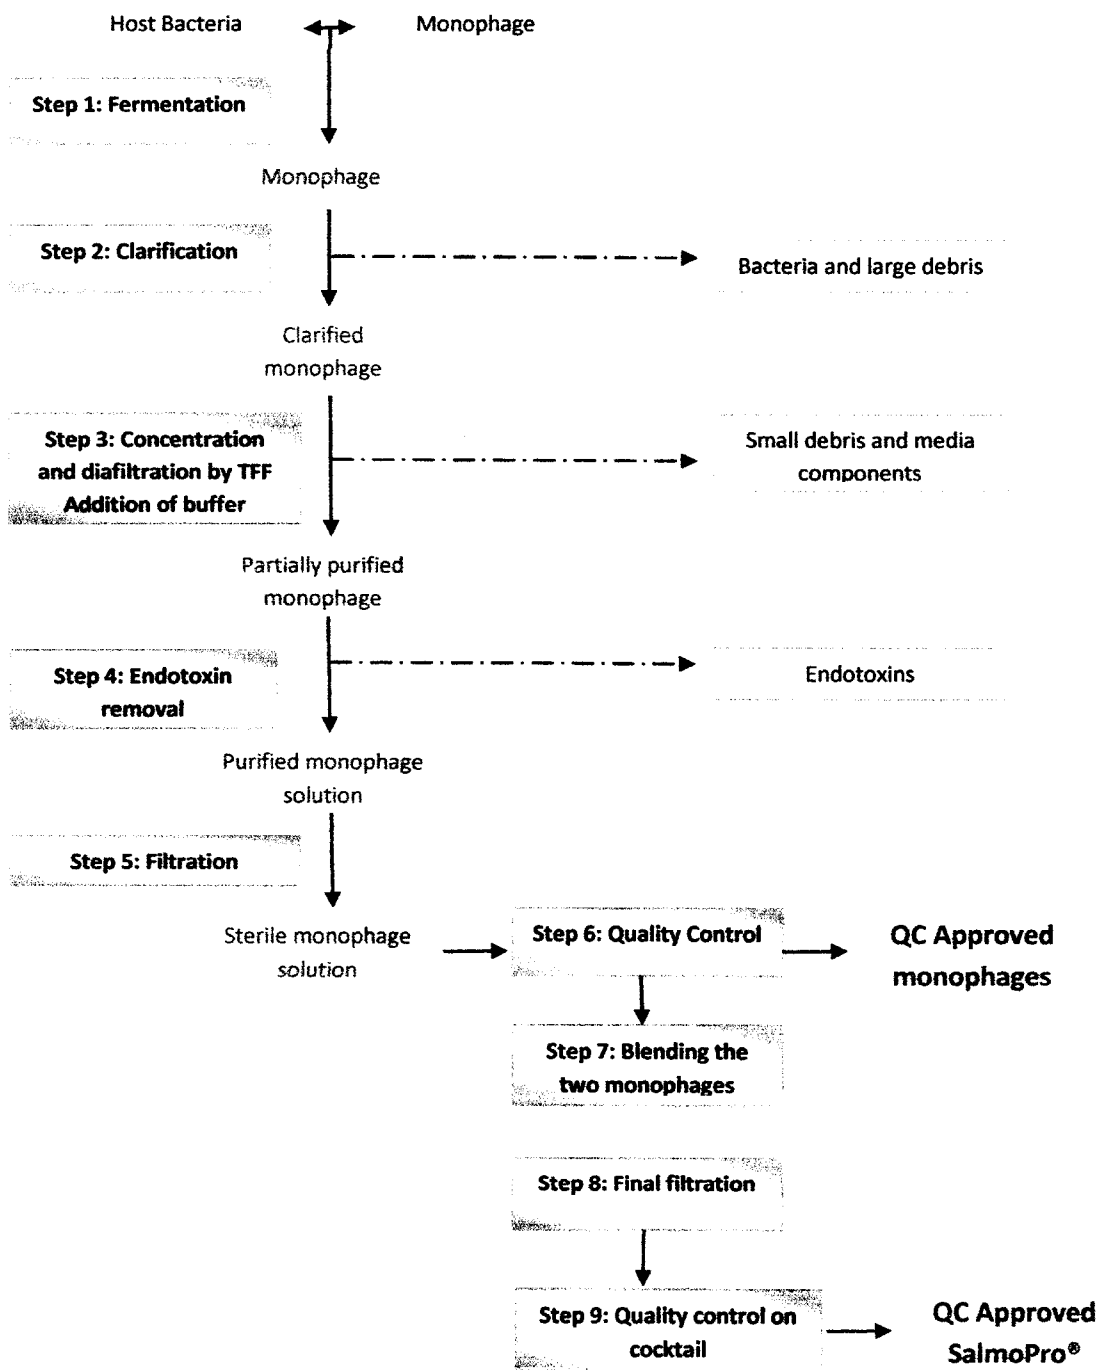 Host Bacteria
Monophage
Step 1: Fermentation
Monophage
Step 2: Clarification
Bacteria and large debris
Clarified
monophage
Step 3: Concentration
and diafiltration by TFF
Addition of buffer
Small debris and media
components
Partially purified
monophage
Step 4: Endotoxin
removal
Endotoxins
Purified monophage
solution
Step 5: Filtration
Sterile monophage
solution
Step 6: Quality Control
QC Approved
monophages
Step 7: Blending the
two monophages
Step 8: Final filtration
Step 9: Quality control on
cocktail
QC Approved
SalmoPro®